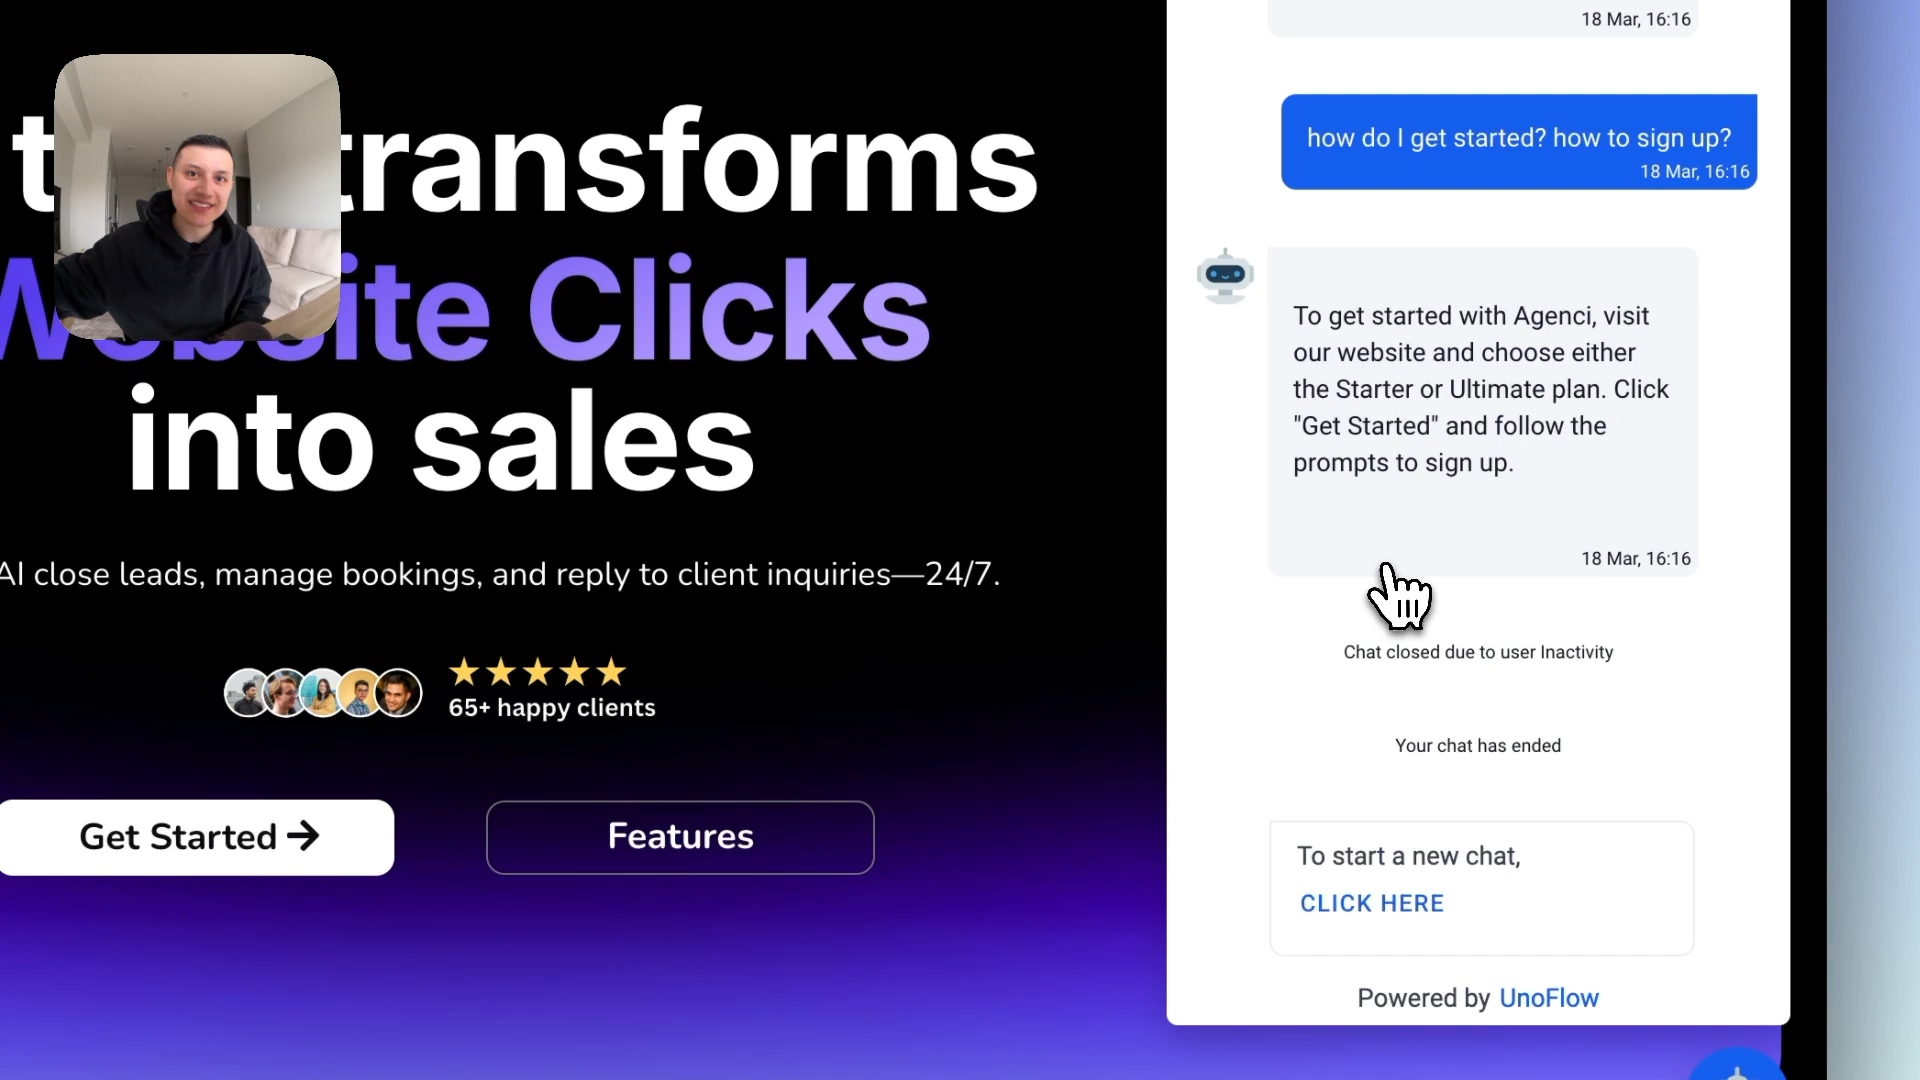 transforms
Website Clicks
into sales
AI close leads, manage bookings, and reply to client inquiries—24/7.
65+ happy clients
Get Started
Features
18 Mar, 16:16
how do I get started? how to sign up?
18 Mar, 16:16
To get started with Agenci, visit
our website and choose either
the Starter or Ultimate plan. Click
"Get Started" and follow the
prompts to sign up.
18 Mar, 16:16
Chat closed due to user Inactivity
Your chat has ended
To start a new chat,
CLICK HERE
Powered by UnoFlow